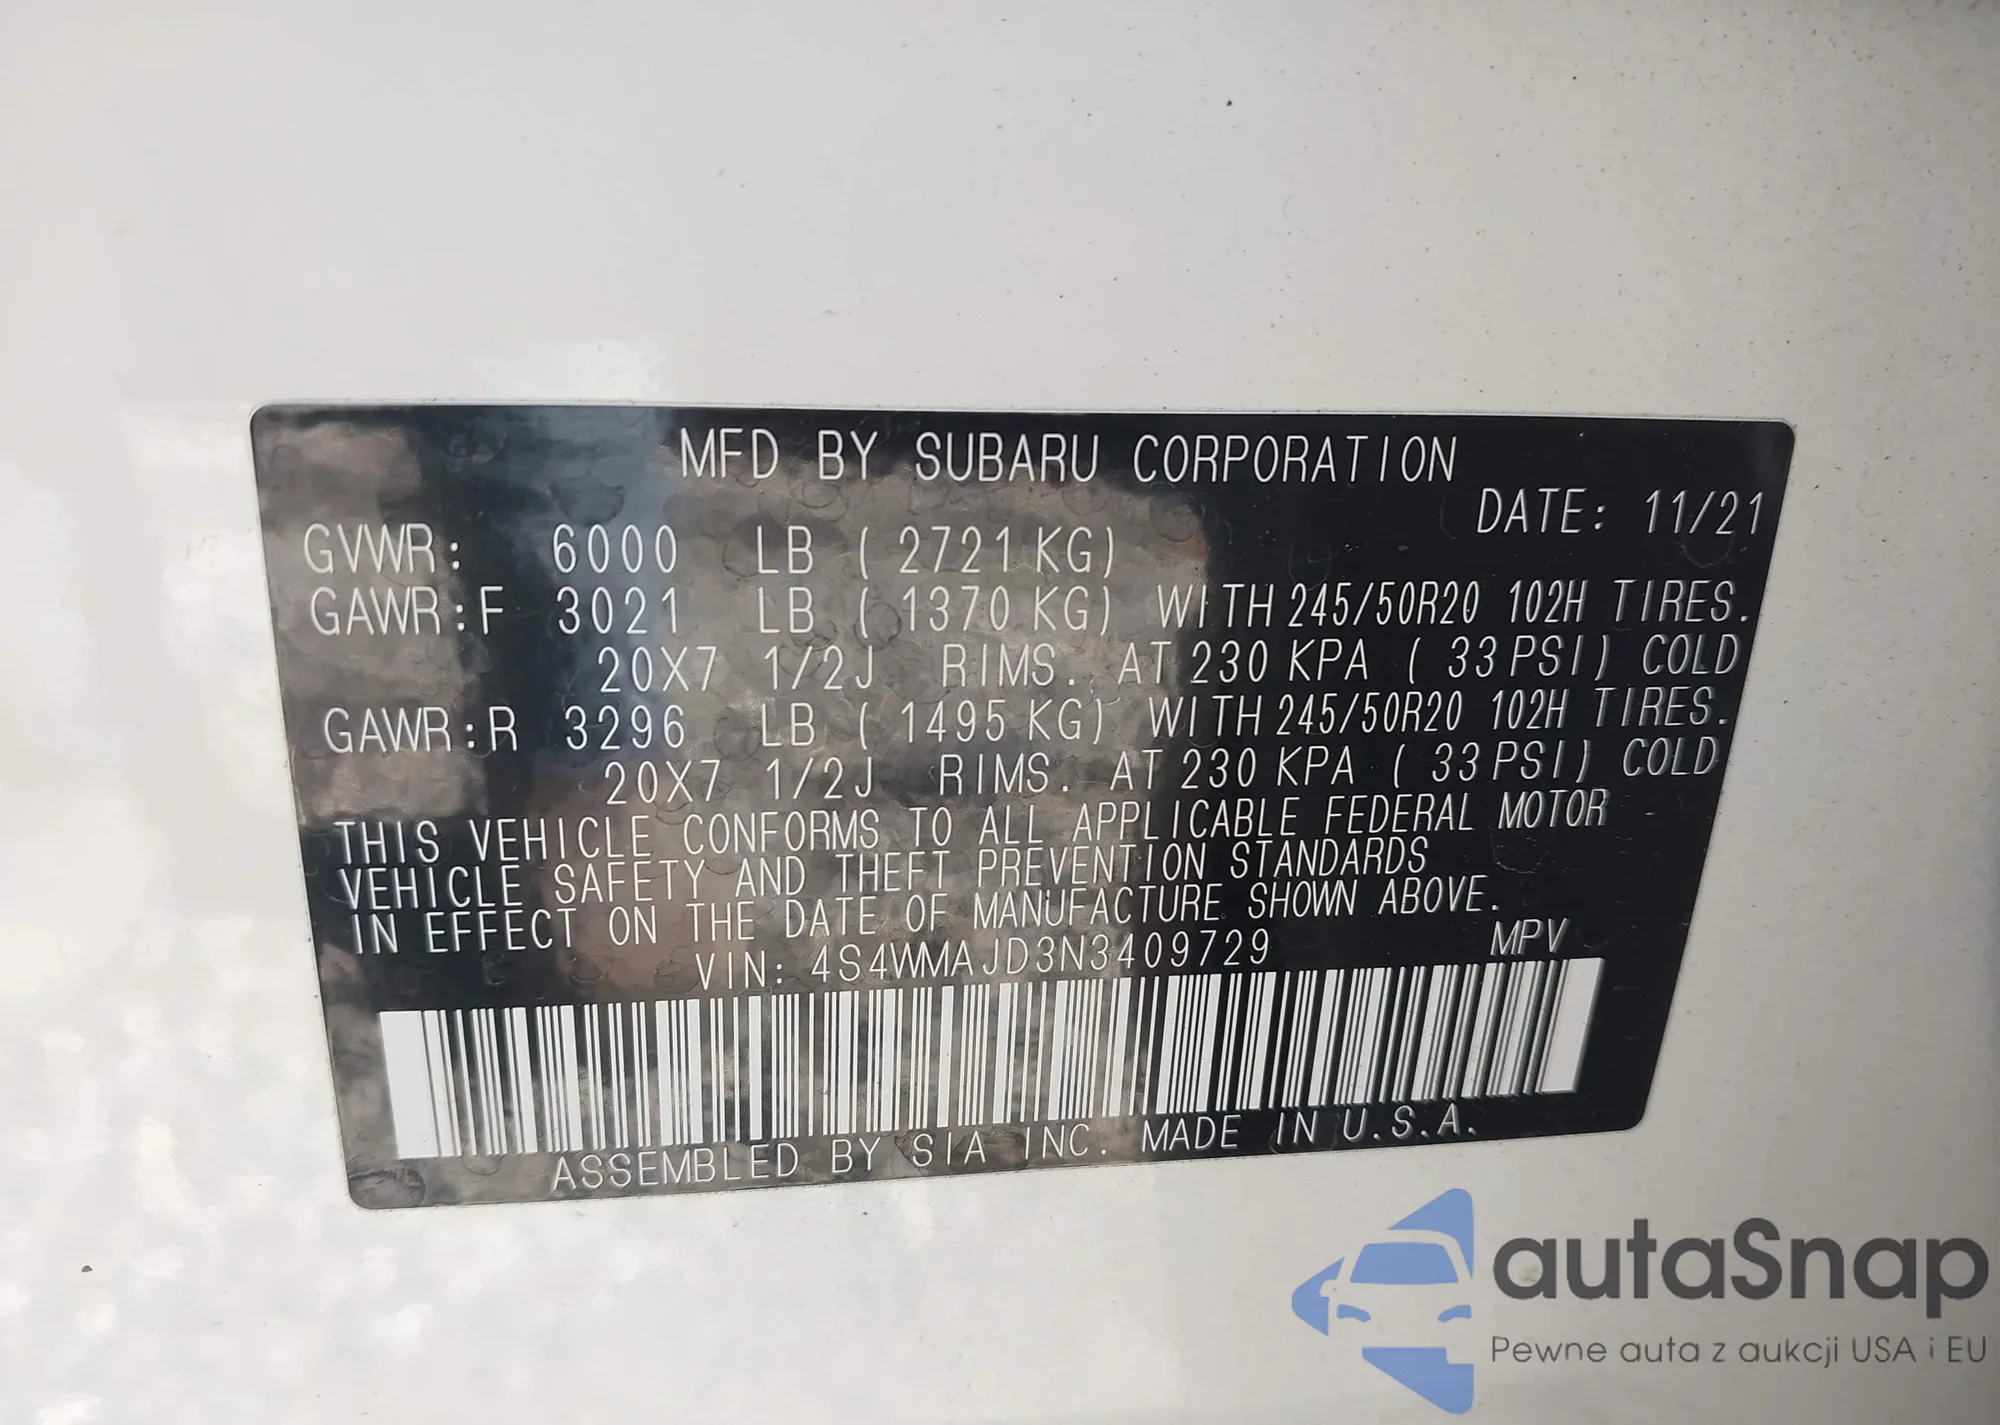 MFD BY SUBARU CORPORATION
DATE: 11/21
GVWR: 6000 LB ( 2721 KG)
GAWR:F 3021 LB ( 1370 KG) WITH 245/50R20 102H TIRES.
20X7 1/2J RIMS. AT 230 KPA ( 33 PSI) COLD
GAWR:R 3296 LB ( 1495 KG) WITH 245/50R20 102H TIRES.
20X7 1/2J RIMS. AT 230 KPA ( 33 PSI) COLD
THIS VEHICLE CONFORMS TO ALL APPLICABLE FEDERAL MOTOR
VEHICLE SAFETY AND THEFT PREVENTION STANDARDS
IN EFFECT ON THE DATE OF MANUFACTURE SHOWN ABOVE.
VIN: 4S4WMAJD3N3409729 MPV
ASSEMBLED BY SIA INC. MADE IN U.S.A.
autaSnap
Pewne auta z aukcji USA i EU